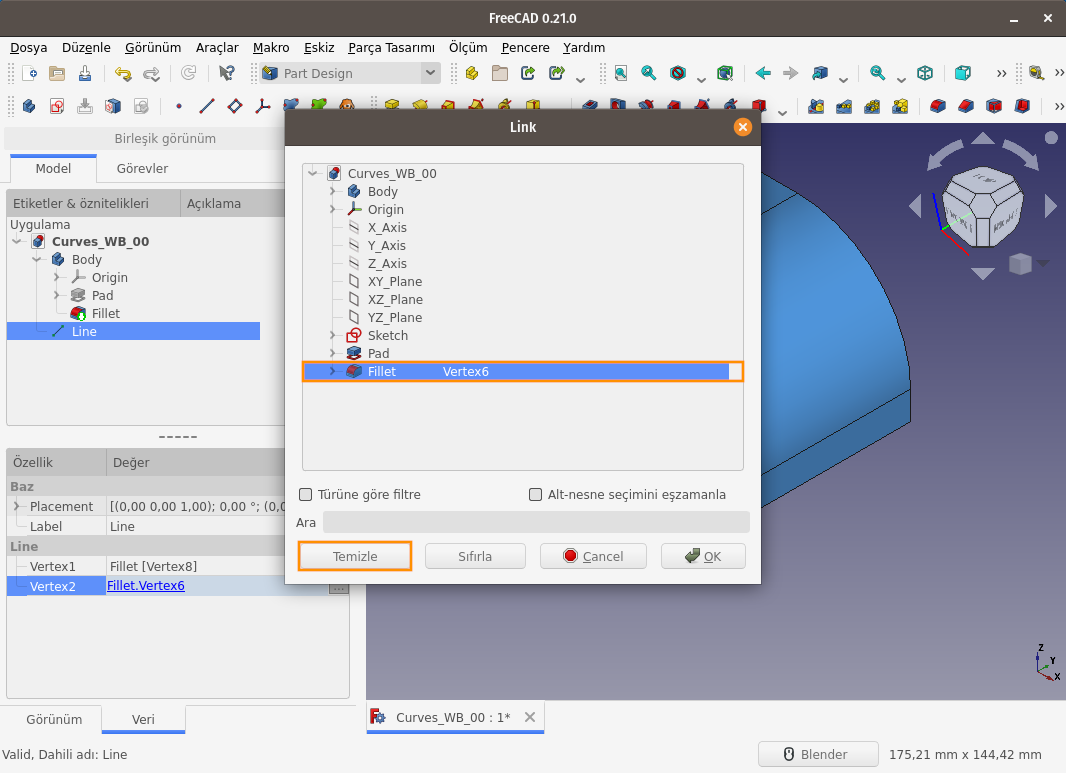 FreeCAD 0.21.0
Dosya Düzenle Görünüm Araçlar Makro Eskiz Parça Tasarımı Ölçüm Pencere Yardım
Part Design
Birleşik görünüm
Model Görevler
Etiketler & öznitelikleri Açıklama
Uygulama
Curves_WB_00
Body
Origin
Pad
Fillet
Line
Özellik Değer
Baz
Placement [(0,00 0,00 1,00); 0,00 °; (0,0
Label Line
Line
Vertex1 Fillet [Vertex8]
Vertex2 Fillet.Vertex6 ...
Görünüm Veri
Link
Curves_WB_00
Body
Origin
X_Axis
Y_Axis
Z_Axis
XY_Plane
XZ_Plane
YZ_Plane
Sketch
Pad
Fillet Vertex6
Türüne göre filtre Alt-nesne seçimini eşzamanla
Ara
Temizle Sıfırla Cancel OK
Z
Y
X
Curves_WB_00 : 1*
Valid, Dahili adı: Line Blender 175,21 mm x 144,42 mm